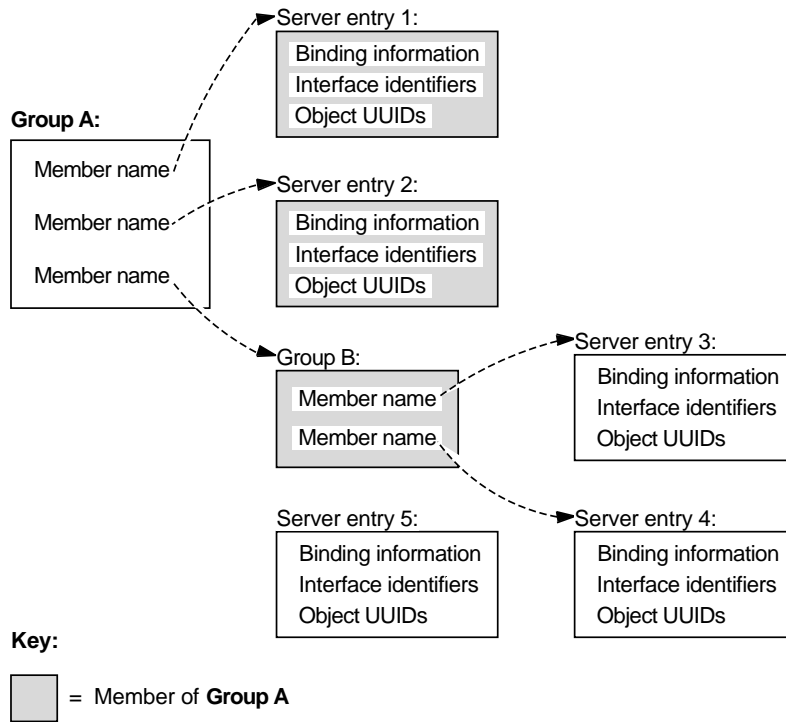 Server entry 1:
Binding information
Interface identifiers
Object UUIDs
Group A:
Member name
Member name
Member name
Server entry 2:
Binding information
Interface identifiers
Object UUIDs
Group B:
Member name
Member name
Server entry 3:
Binding information
Interface identifiers
Object UUIDs
Server entry 5:
Binding information
Interface identifiers
Object UUIDs
Server entry 4:
Binding information
Interface identifiers
Object UUIDs
Key:
= Member of Group A